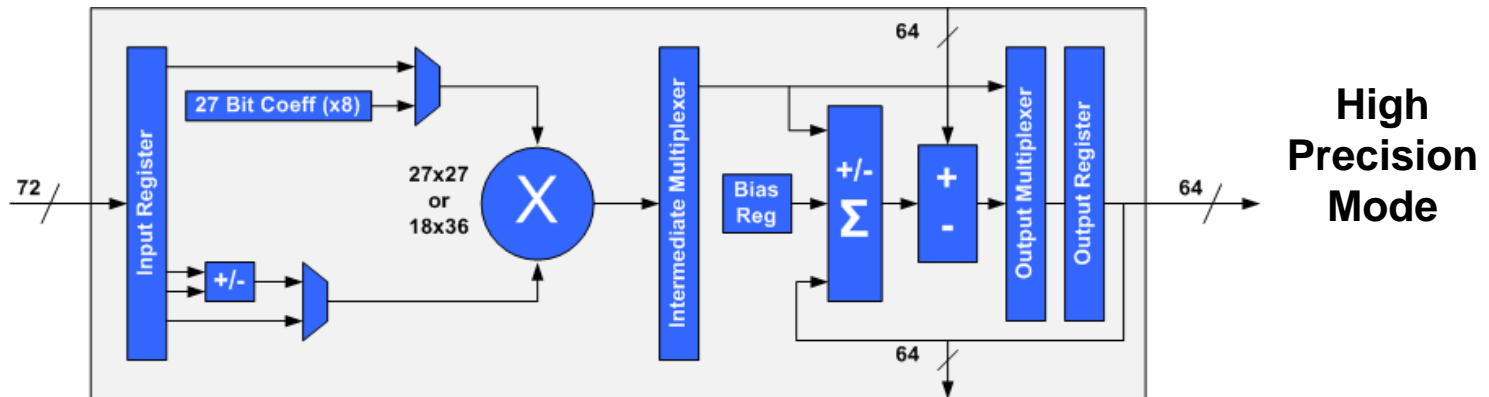 64
27 Bit Coeff (x8)
72
Input Register
27x27
or
18x36
X
+/-
Intermediate Multiplexer
Bias
Reg
+/-
Σ
+
-
Output Multiplexer
Output Register
64
64
High
Precision
Mode